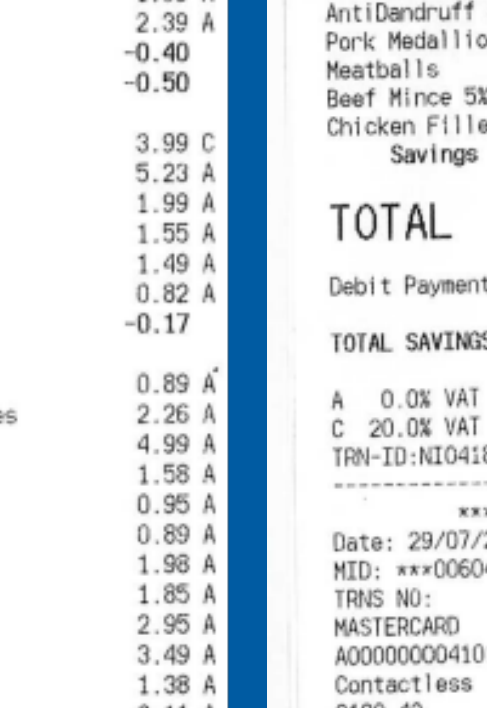 2.39 A
-0.40
-0.50
3.99 C
5.23 A
1.99 A
1.55 A
1.49 A
0.82 A
-0.17
0.89 A
es 2.26 A
4.99 A
1.58 A
0.95 A
0.89 A
1.98 A
1.85 A
2.95 A
3.49 A
1.38 A
AntiDandruff
Pork Medallio
Meatballs
Beef Mince 5%
Chicken Fille
Savings
TOTAL
Debit Payment
TOTAL SAVINGS
A 0.0% VAT
C 20.0% VAT
TRN-ID:NI0418
--------------
***
Date: 29/07/2
MID: ***00604
TRNS NO:
MASTERCARD
A00000000410
Contactless